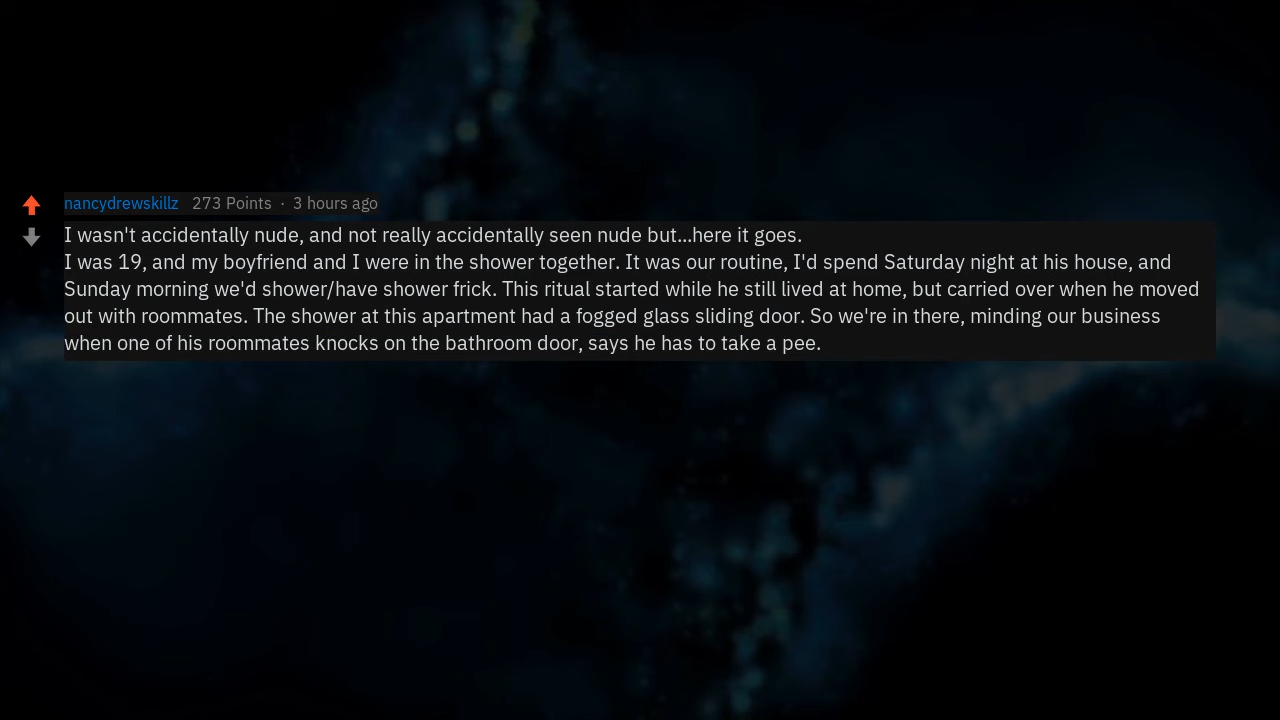 nancydrewskillz 273 Points · 3 hours ago
I wasn't accidentally nude, and not really accidentally seen nude but...here it goes.
I was 19, and my boyfriend and I were in the shower together. It was our routine, I'd spend Saturday night at his house, and
Sunday morning we'd shower/have shower frick. This ritual started while he still lived at home, but carried over when he moved
out with roommates. The shower at this apartment had a fogged glass sliding door. So we're in there, minding our business
when one of his roommates knocks on the bathroom door, says he has to take a pee.